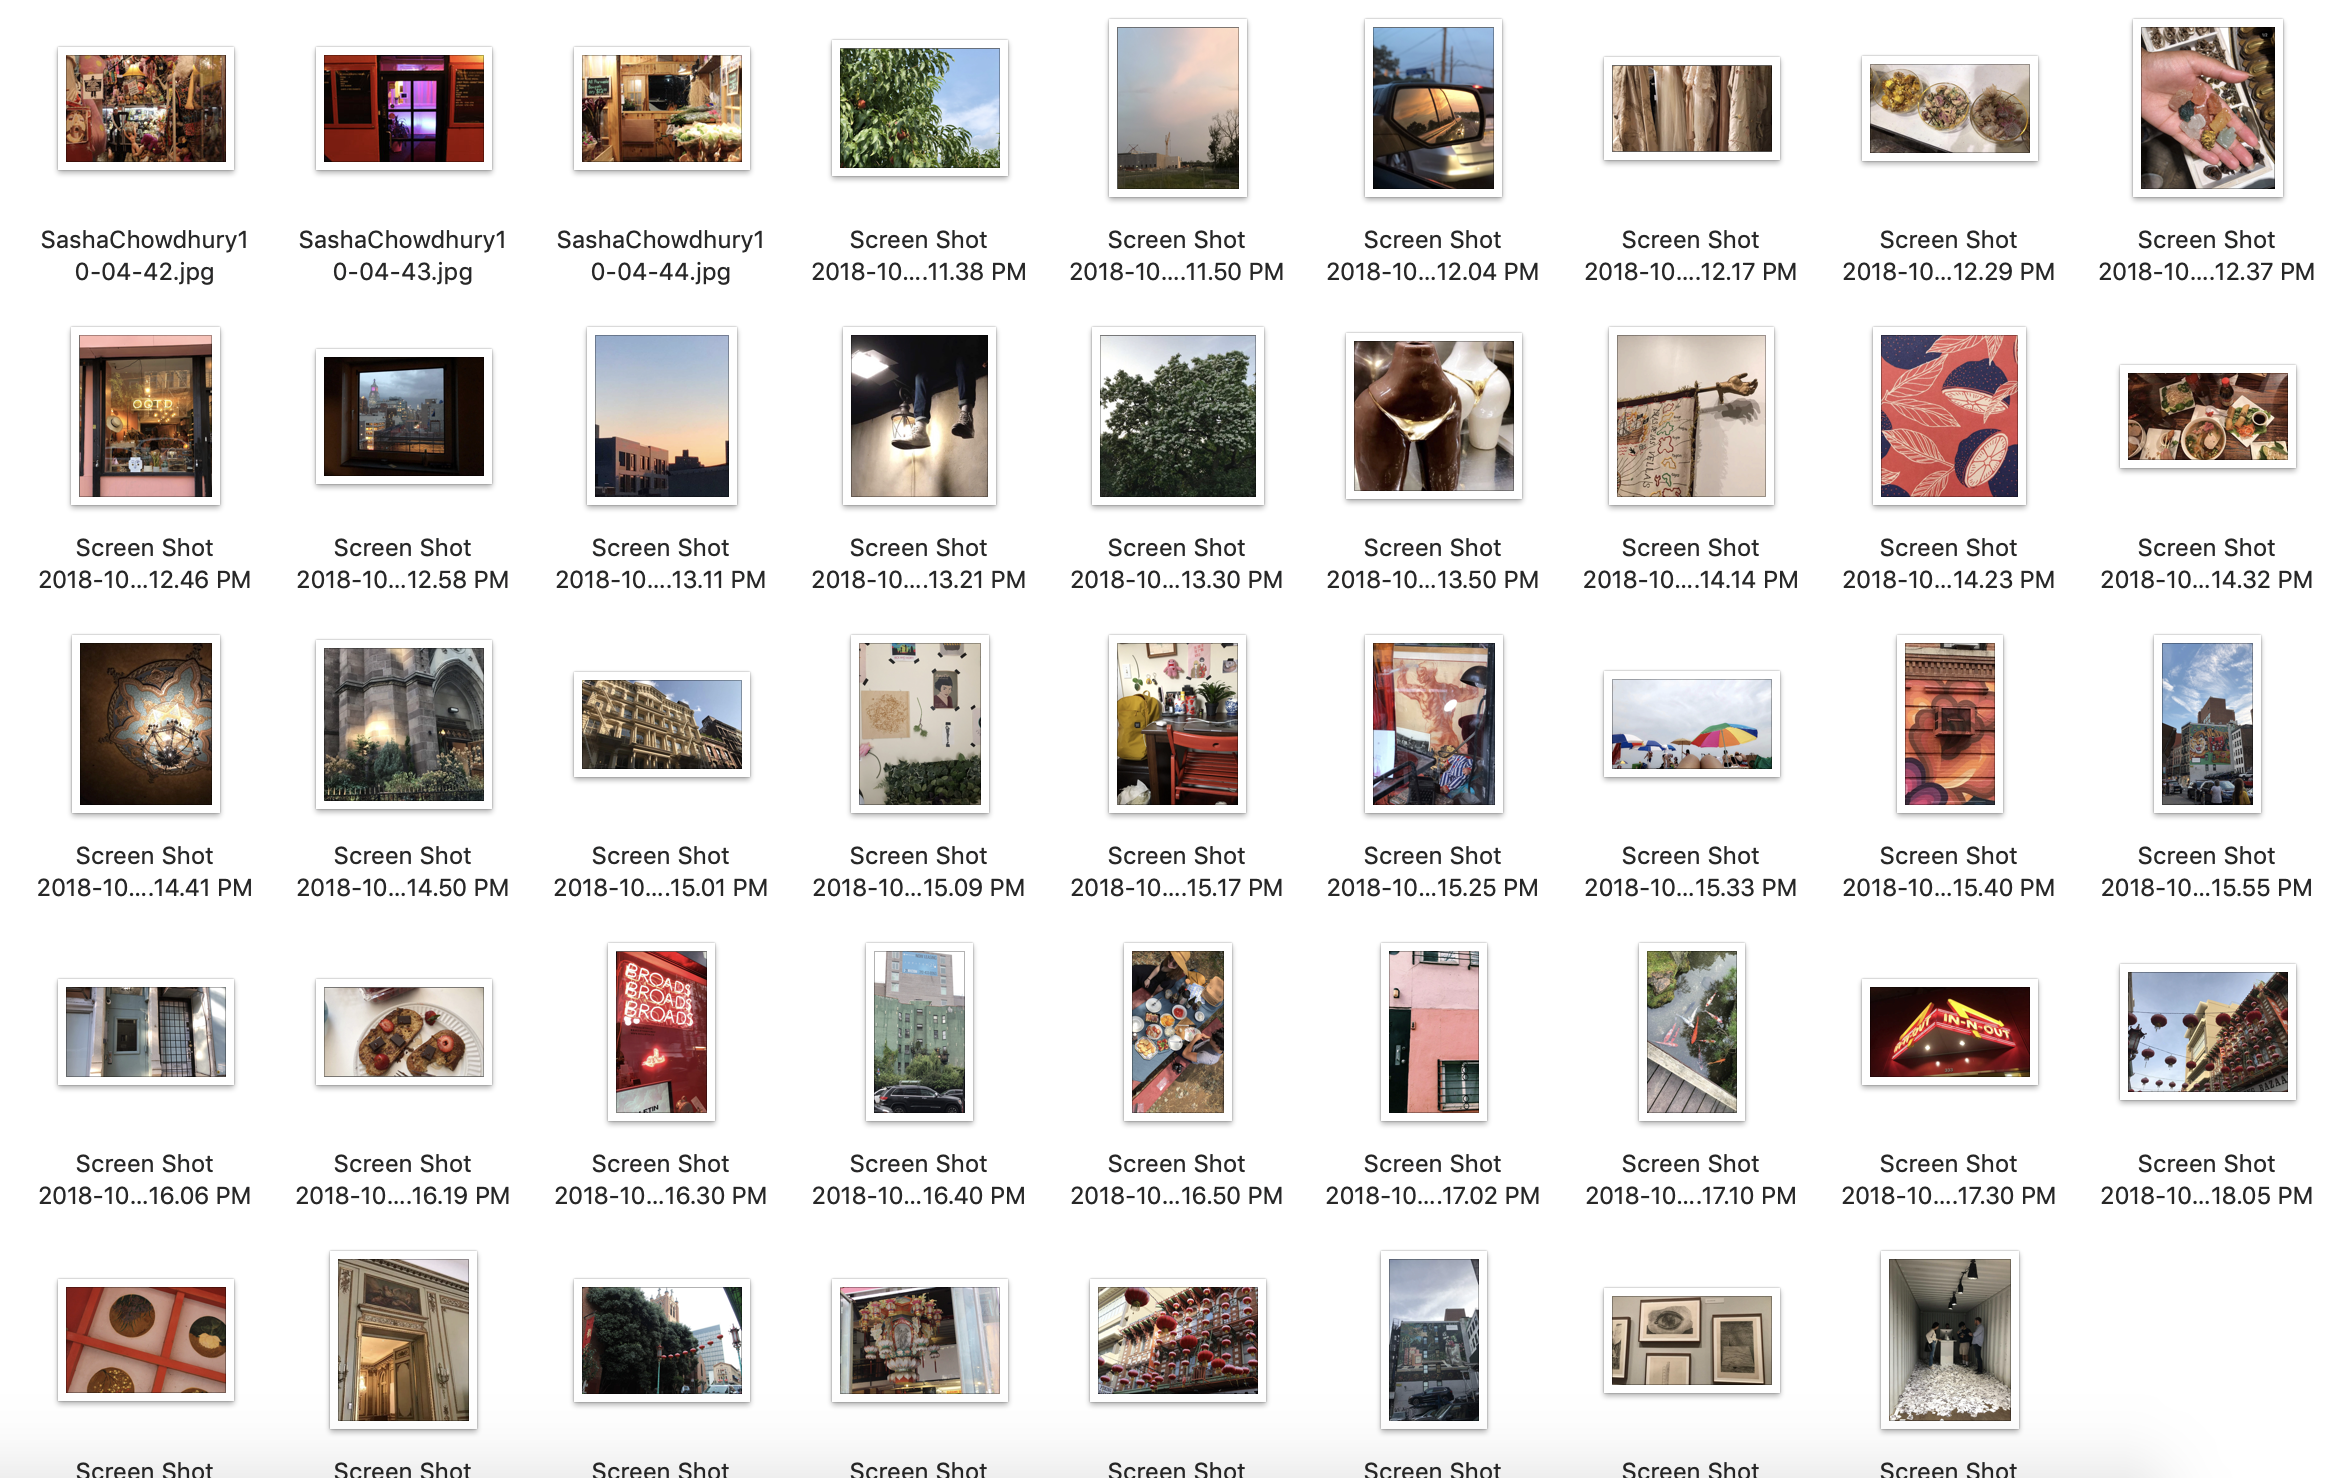 SashaChowdhury1
0-04-42.jpg
SashaChowdhury1
0-04-43.jpg
SashaChowdhury1
0-04-44.jpg
Screen Shot
2018-10....11.38 PM
Screen Shot
2018-10....11.50 PM
Screen Shot
2018-10...12.04 PM
Screen Shot
2018-10....12.17 PM
Screen Shot
2018-10...12.29 PM
Screen Shot
2018-10....12.37 PM
Screen Shot
2018-10...12.46 PM
Screen Shot
2018-10...12.58 PM
Screen Shot
2018-10....13.11 PM
Screen Shot
2018-10....13.21 PM
Screen Shot
2018-10....13.30 PM
Screen Shot
2018-10...13.50 PM
Screen Shot
2018-10....14.14 PM
Screen Shot
2018-10...14.23 PM
Screen Shot
2018-10...14.32 PM
Screen Shot
2018-10....14.41 PM
Screen Shot
2018-10...14.50 PM
Screen Shot
2018-10....15.01 PM
Screen Shot
2018-10...15.09 PM
Screen Shot
2018-10....15.17 PM
Screen Shot
2018-10...15.25 PM
Screen Shot
2018-10...15.33 PM
Screen Shot
2018-10...15.40 PM
Screen Shot
2018-10...15.55 PM
BROADS
BROADS
BROADS
IN-N-OUT
Screen Shot
2018-10...16.06 PM
Screen Shot
2018-10....16.19 PM
Screen Shot
2018-10...16.30 PM
Screen Shot
2018-10...16.40 PM
Screen Shot
2018-10...16.50 PM
Screen Shot
2018-10....17.02 PM
Screen Shot
2018-10....17.10 PM
Screen Shot
2018-10....17.30 PM
Screen Shot
2018-10...18.05 PM
Screen Shot
Screen Shot
Screen Shot
Screen Shot
Screen Shot
Screen Shot
Screen Shot
Screen Shot